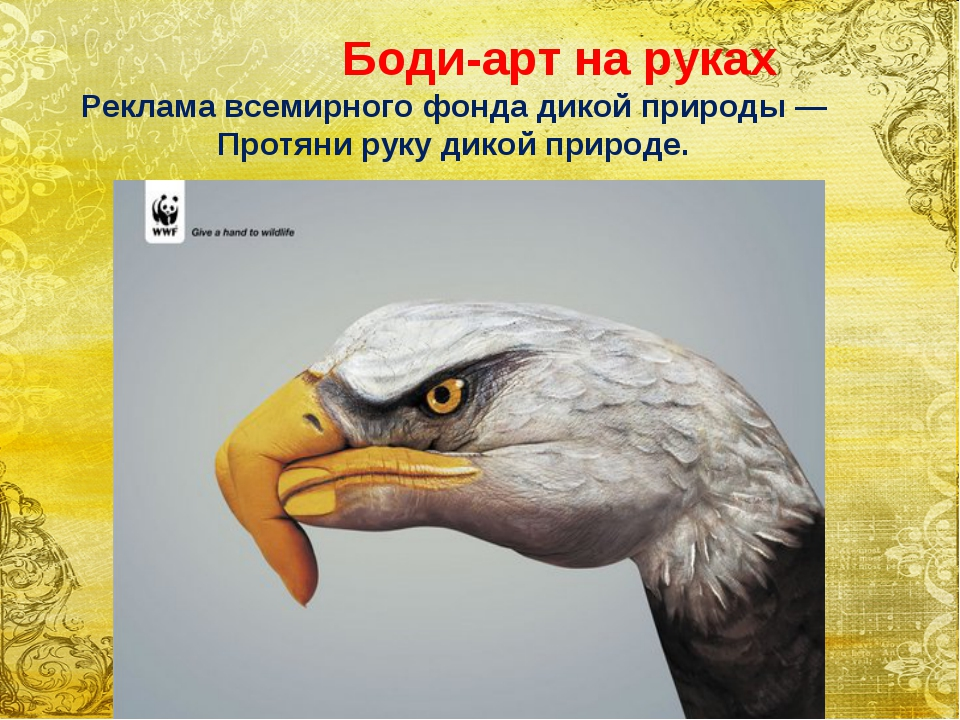 Боди-арт на руках
Реклама всемирного фонда дикой природы —
Протяни руку дикой природе.
WWF
Give a hand to wildlife